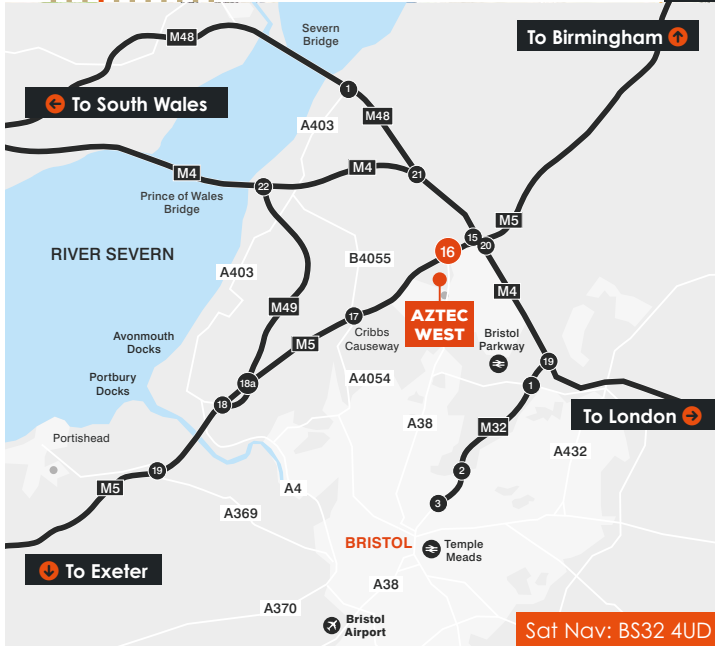 Severn
Bridge
M48
To Birmingham
1
To South Wales
M48
A403
M4
M4
21
22
Prince of Wales
Bridge
M5
15
20
RIVER SEVERN
16
B4055
A403
M4
M49
AZTEC
WEST
17
Cribbs
Causeway
Bristol
Parkway
Avonmouth
Docks
M5
19
18a
A4054
1
Portbury
Docks
18
To London
A38
M32
Portishead
A432
19
2
M5
A4
3
A369
BRISTOL
Temple
Meads
To Exeter
A38
A370
Bristol
Airport
Sat Nav: BS32 4UD